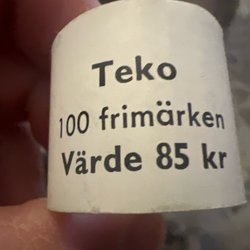 Teko
100 frimärken
Värde 85 kr